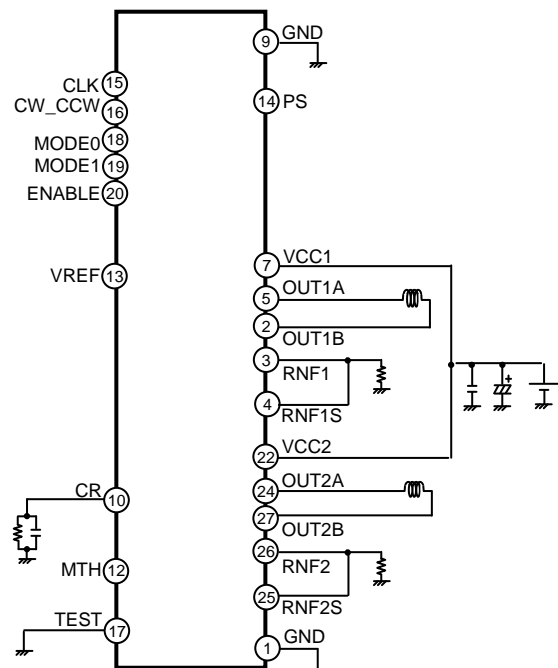 9 GND
15 CLK
14 PS
16 CW_CCW
18 MODE0
19 MODE1
20 ENABLE
7 VCC1
13 VREF
5 OUT1A
2 OUT1B
3 RNF1
4 RNF1S
+
22 VCC2
24 OUT2A
10 CR
27 OUT2B
26 RNF2
12 MTH
25 RNF2S
17 TEST
1 GND